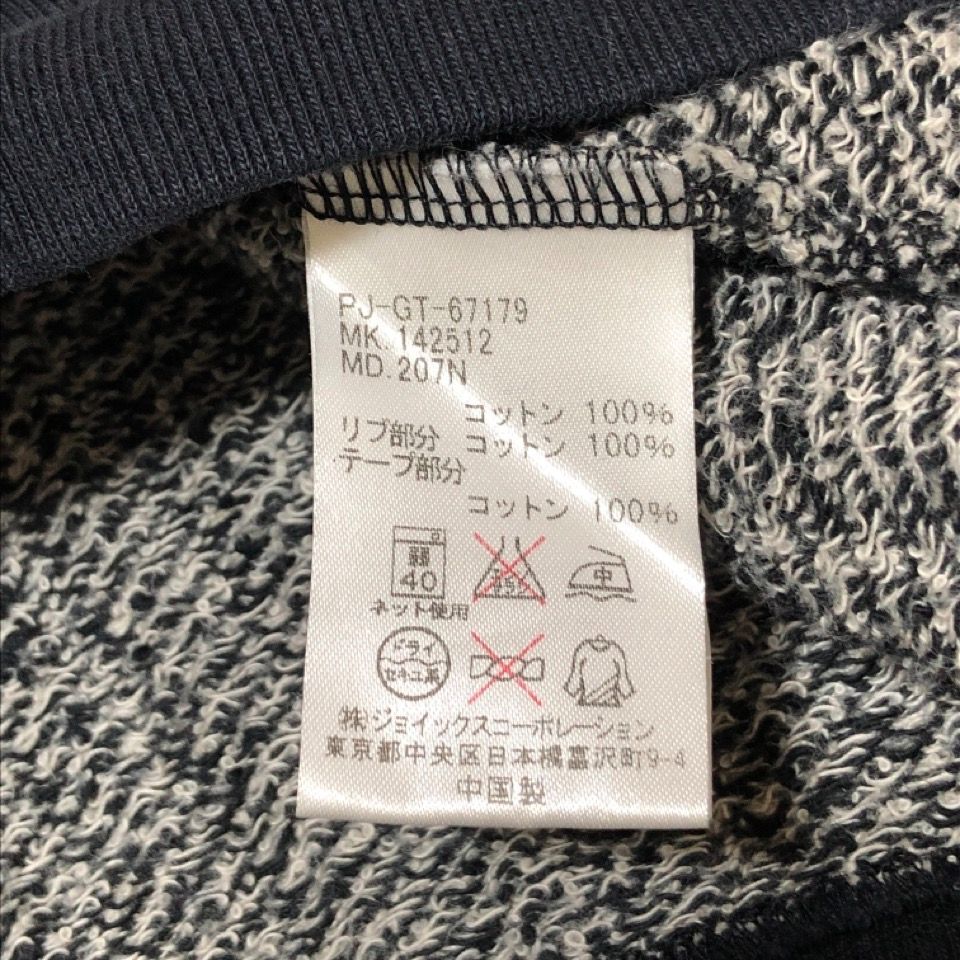 PJ-GT-67179
MK.142512
MD.207N
コットン 100%
リブ部分 コットン 100%
テープ部分
コットン 100%
弱
40
中
ネット使用
ドライ
セキユ系
㈱ジョイックスコーポレーション
東京都中央区日本橋富沢町9-4
中国製